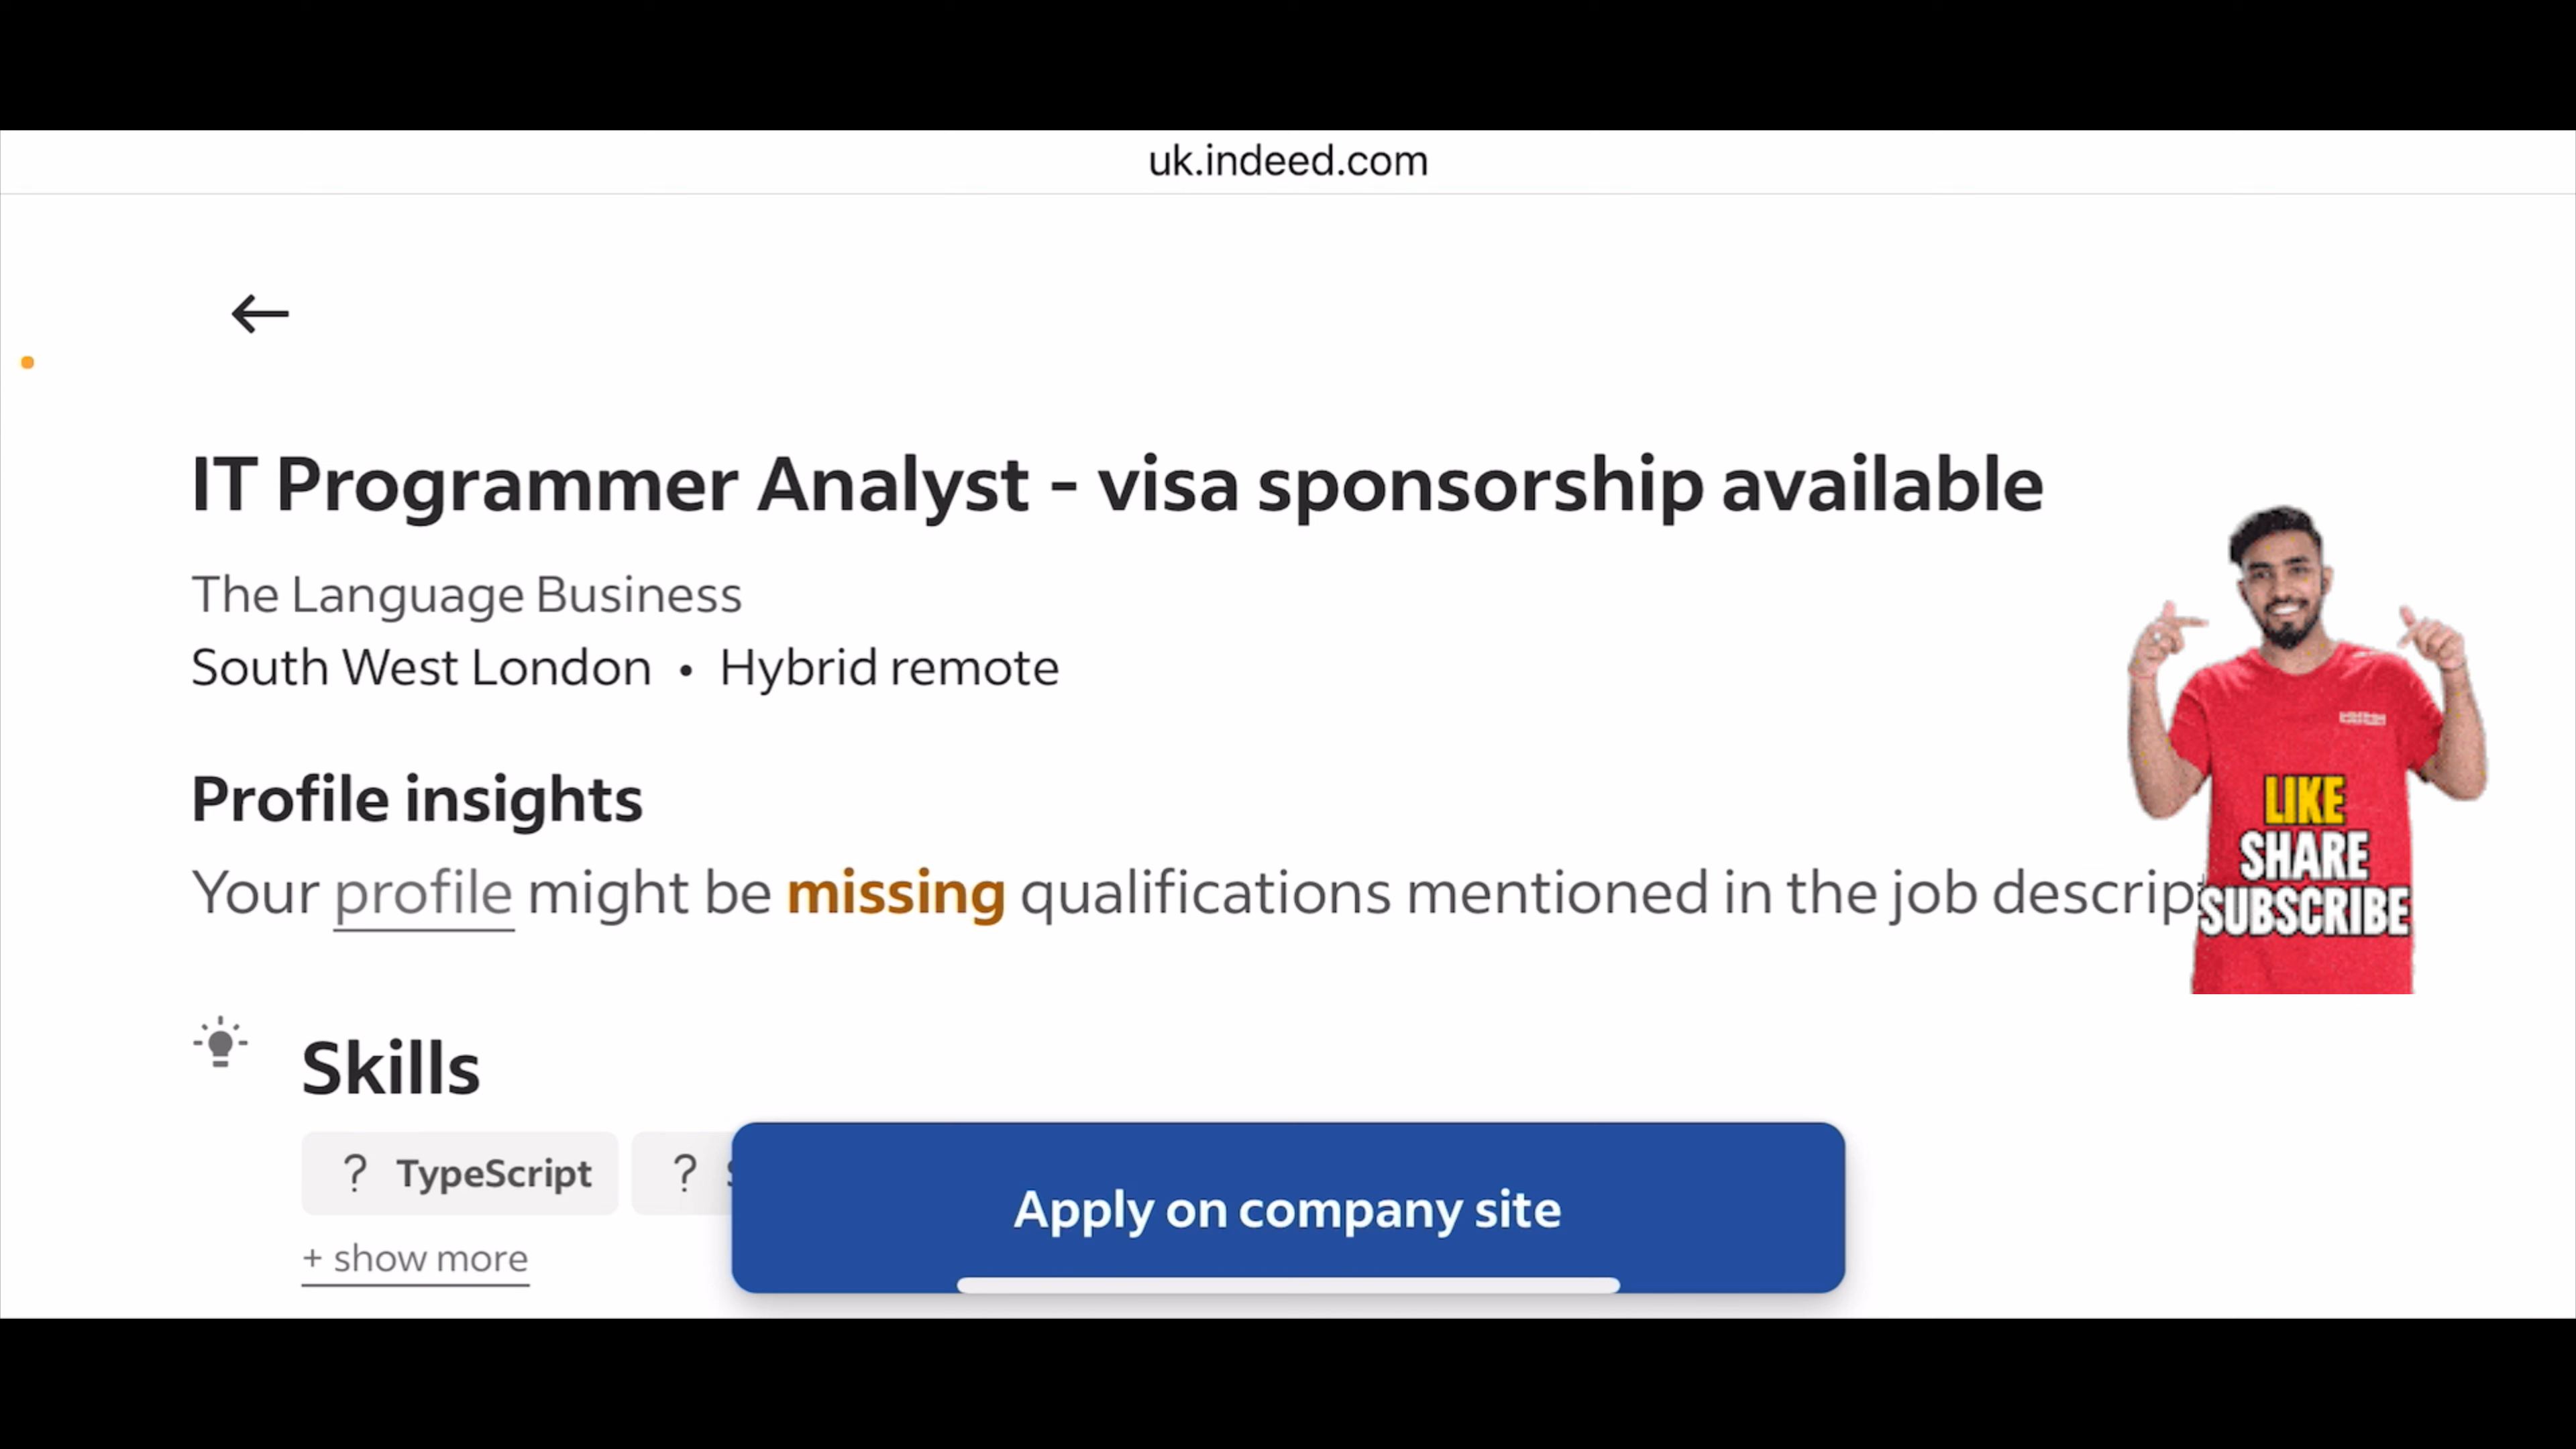 uk.indeed.com
IT Programmer Analyst - visa sponsorship available
The Language Business
South West London • Hybrid remote
Profile insights
Your profile might be missing qualifications mentioned in the job descrip
LIKE
SHARE
SUBSCRIBE
Skills
? TypeScript ?
+ show more
Apply on company site